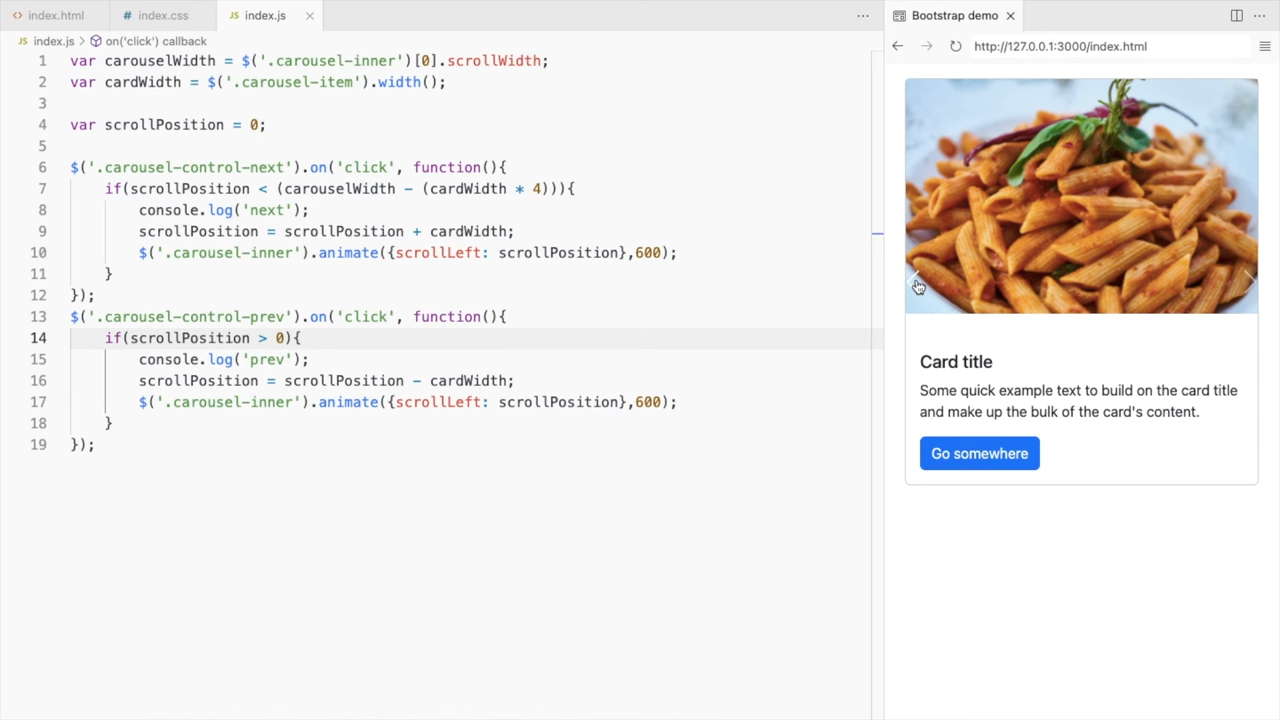 index.html
# index.css
JS index.js
Bootstrap demo
JS index.js > on('click') callback
http://127.0.0.1:3000/index.html
1 var carouselWidth = $('.carousel-inner')[0].scrollWidth;
2 var cardWidth = $('.carousel-item').width();
3
4 var scrollPosition = 0;
5
6 $('.carousel-control-next').on('click', function(){
7 if(scrollPosition < (carouselWidth - (cardWidth * 4))){
8 console.log('next');
9 scrollPosition = scrollPosition + cardWidth;
10 $('.carousel-inner').animate({scrollLeft: scrollPosition},600);
11 }
12 });
13 $('.carousel-control-prev').on('click', function(){
14 if(scrollPosition > 0){
15 console.log('prev');
16 scrollPosition = scrollPosition - cardWidth;
17 $('.carousel-inner').animate({scrollLeft: scrollPosition},600);
18 }
19 });
Card title
Some quick example text to build on the card title
and make up the bulk of the card's content.
Go somewhere